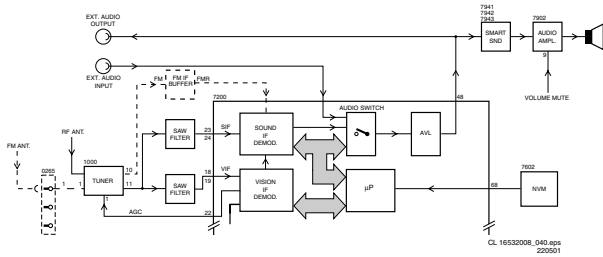 EXT. AUDIO
OUTPUT
7941
7942
7943
SMART
SND
7902
AUDIO
AMPL.
9
EXT. AUDIO
INPUT
FM
FM IF
BUFFER
FMR
VOLUME MUTE
7200
AUDIO SWITCH
48
RF ANT.
FM ANT.
SAW
FILTER
23
24
SIF
SOUND
IF
DEMOD.
AVL
0265
1000
TUNER
10
11
1
1
1
SAW
FILTER
18
19
VIF
VISION
IF
DEMOD.
µP
68
7602
NVM
AGC
22
CL 16532008_040.eps
220501